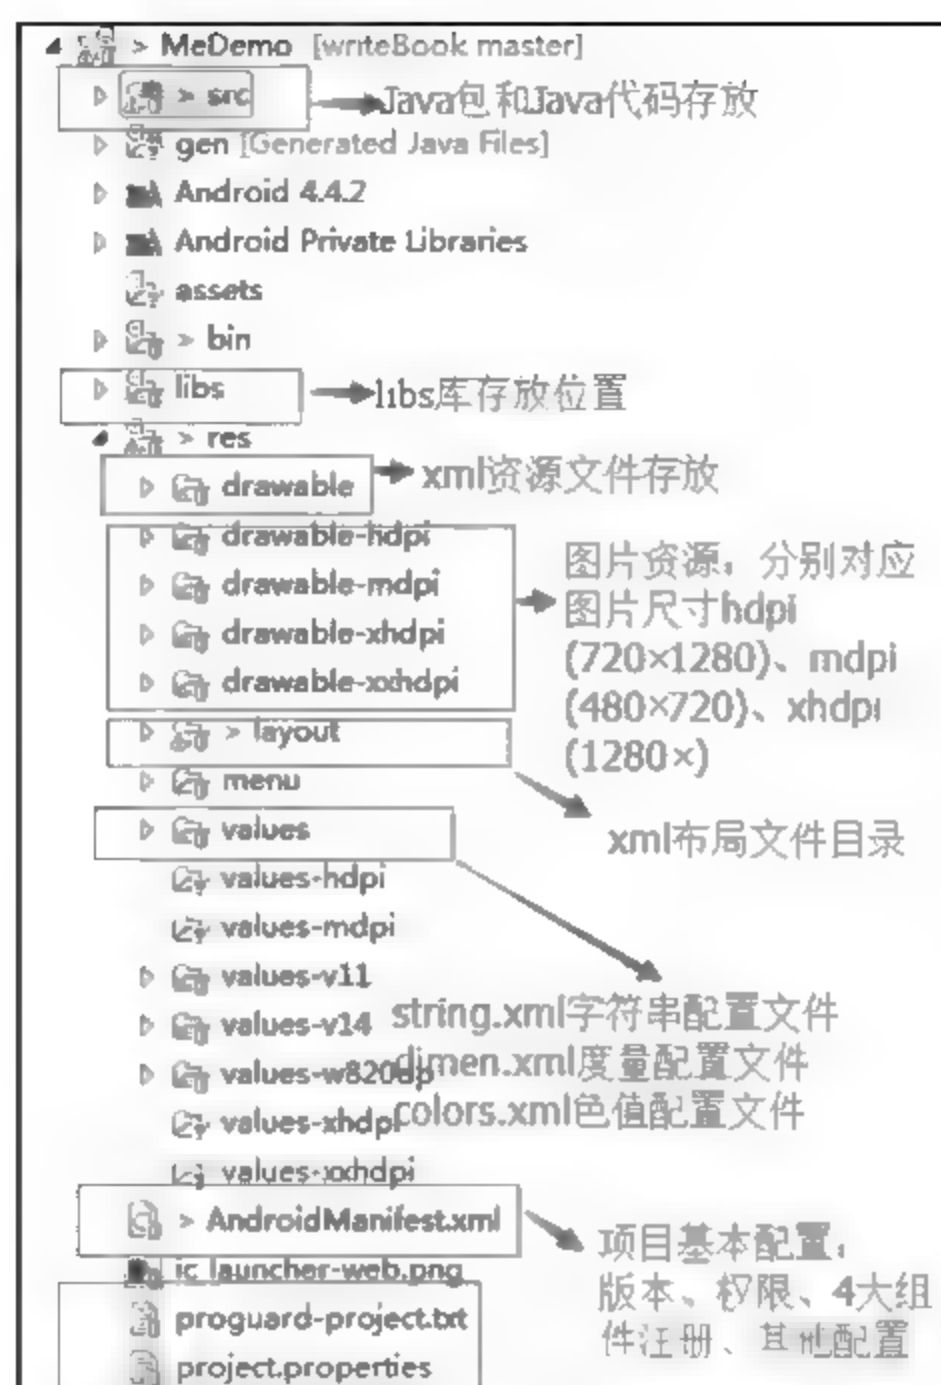 > MeDemo [writeBook master]
> src
Java包和Java代码存放
gen [Generated Java Files]
Android 4.4.2
Android Private Libraries
assets
> bin
libs
libs库存放位置
> res
drawable
xml资源文件存放
drawable-hdpi
drawable-mdpi
drawable-xhdpi
drawable-xxhdpi
图片资源，分别对应
图片尺寸hdpi
(720×1280)、mdpi
(480×720)、xhdpi
(1280×)
> layout
xml布局文件目录
menu
values
values-hdpi
values-mdpi
values-v11
values-v14
string.xml字符串配置文件
values-w820dp
dimen.xml度量配置文件
values-xhdpi
colors.xml色值配置文件
values-xxhdpi
> AndroidManifest.xml
项目基本配置，
版本、权限、4大组
件注册、其他配置
ic_launcher-web.png
proguard-project.txt
project.properties